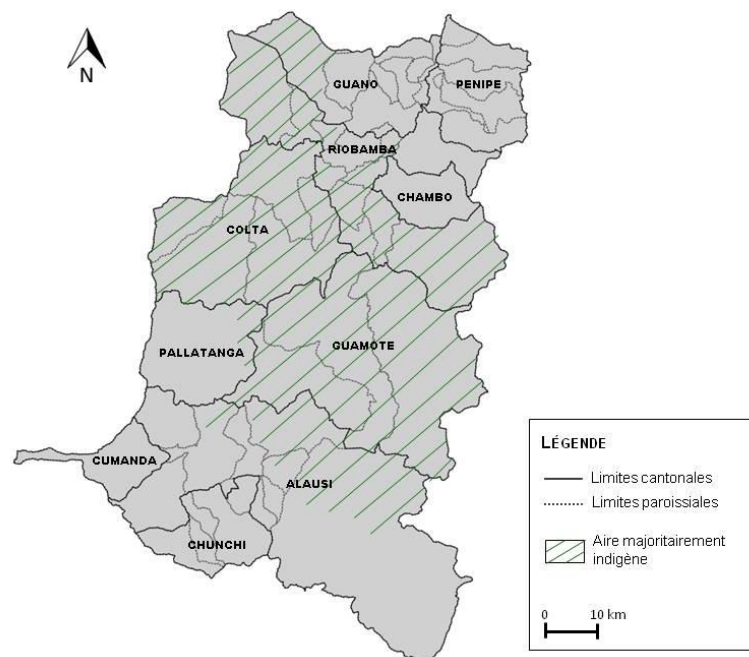 N
GUANO
PENIPE
RIOBAMBA
CHAMBO
COLTA
PALLATANGA
GUAMOTE
CUMANDA
ALAUSI
CHUNCHI
LÉGENDE
Limites cantonales
Limites paroissiales
Aire majoritairement
indigène
0 10 km